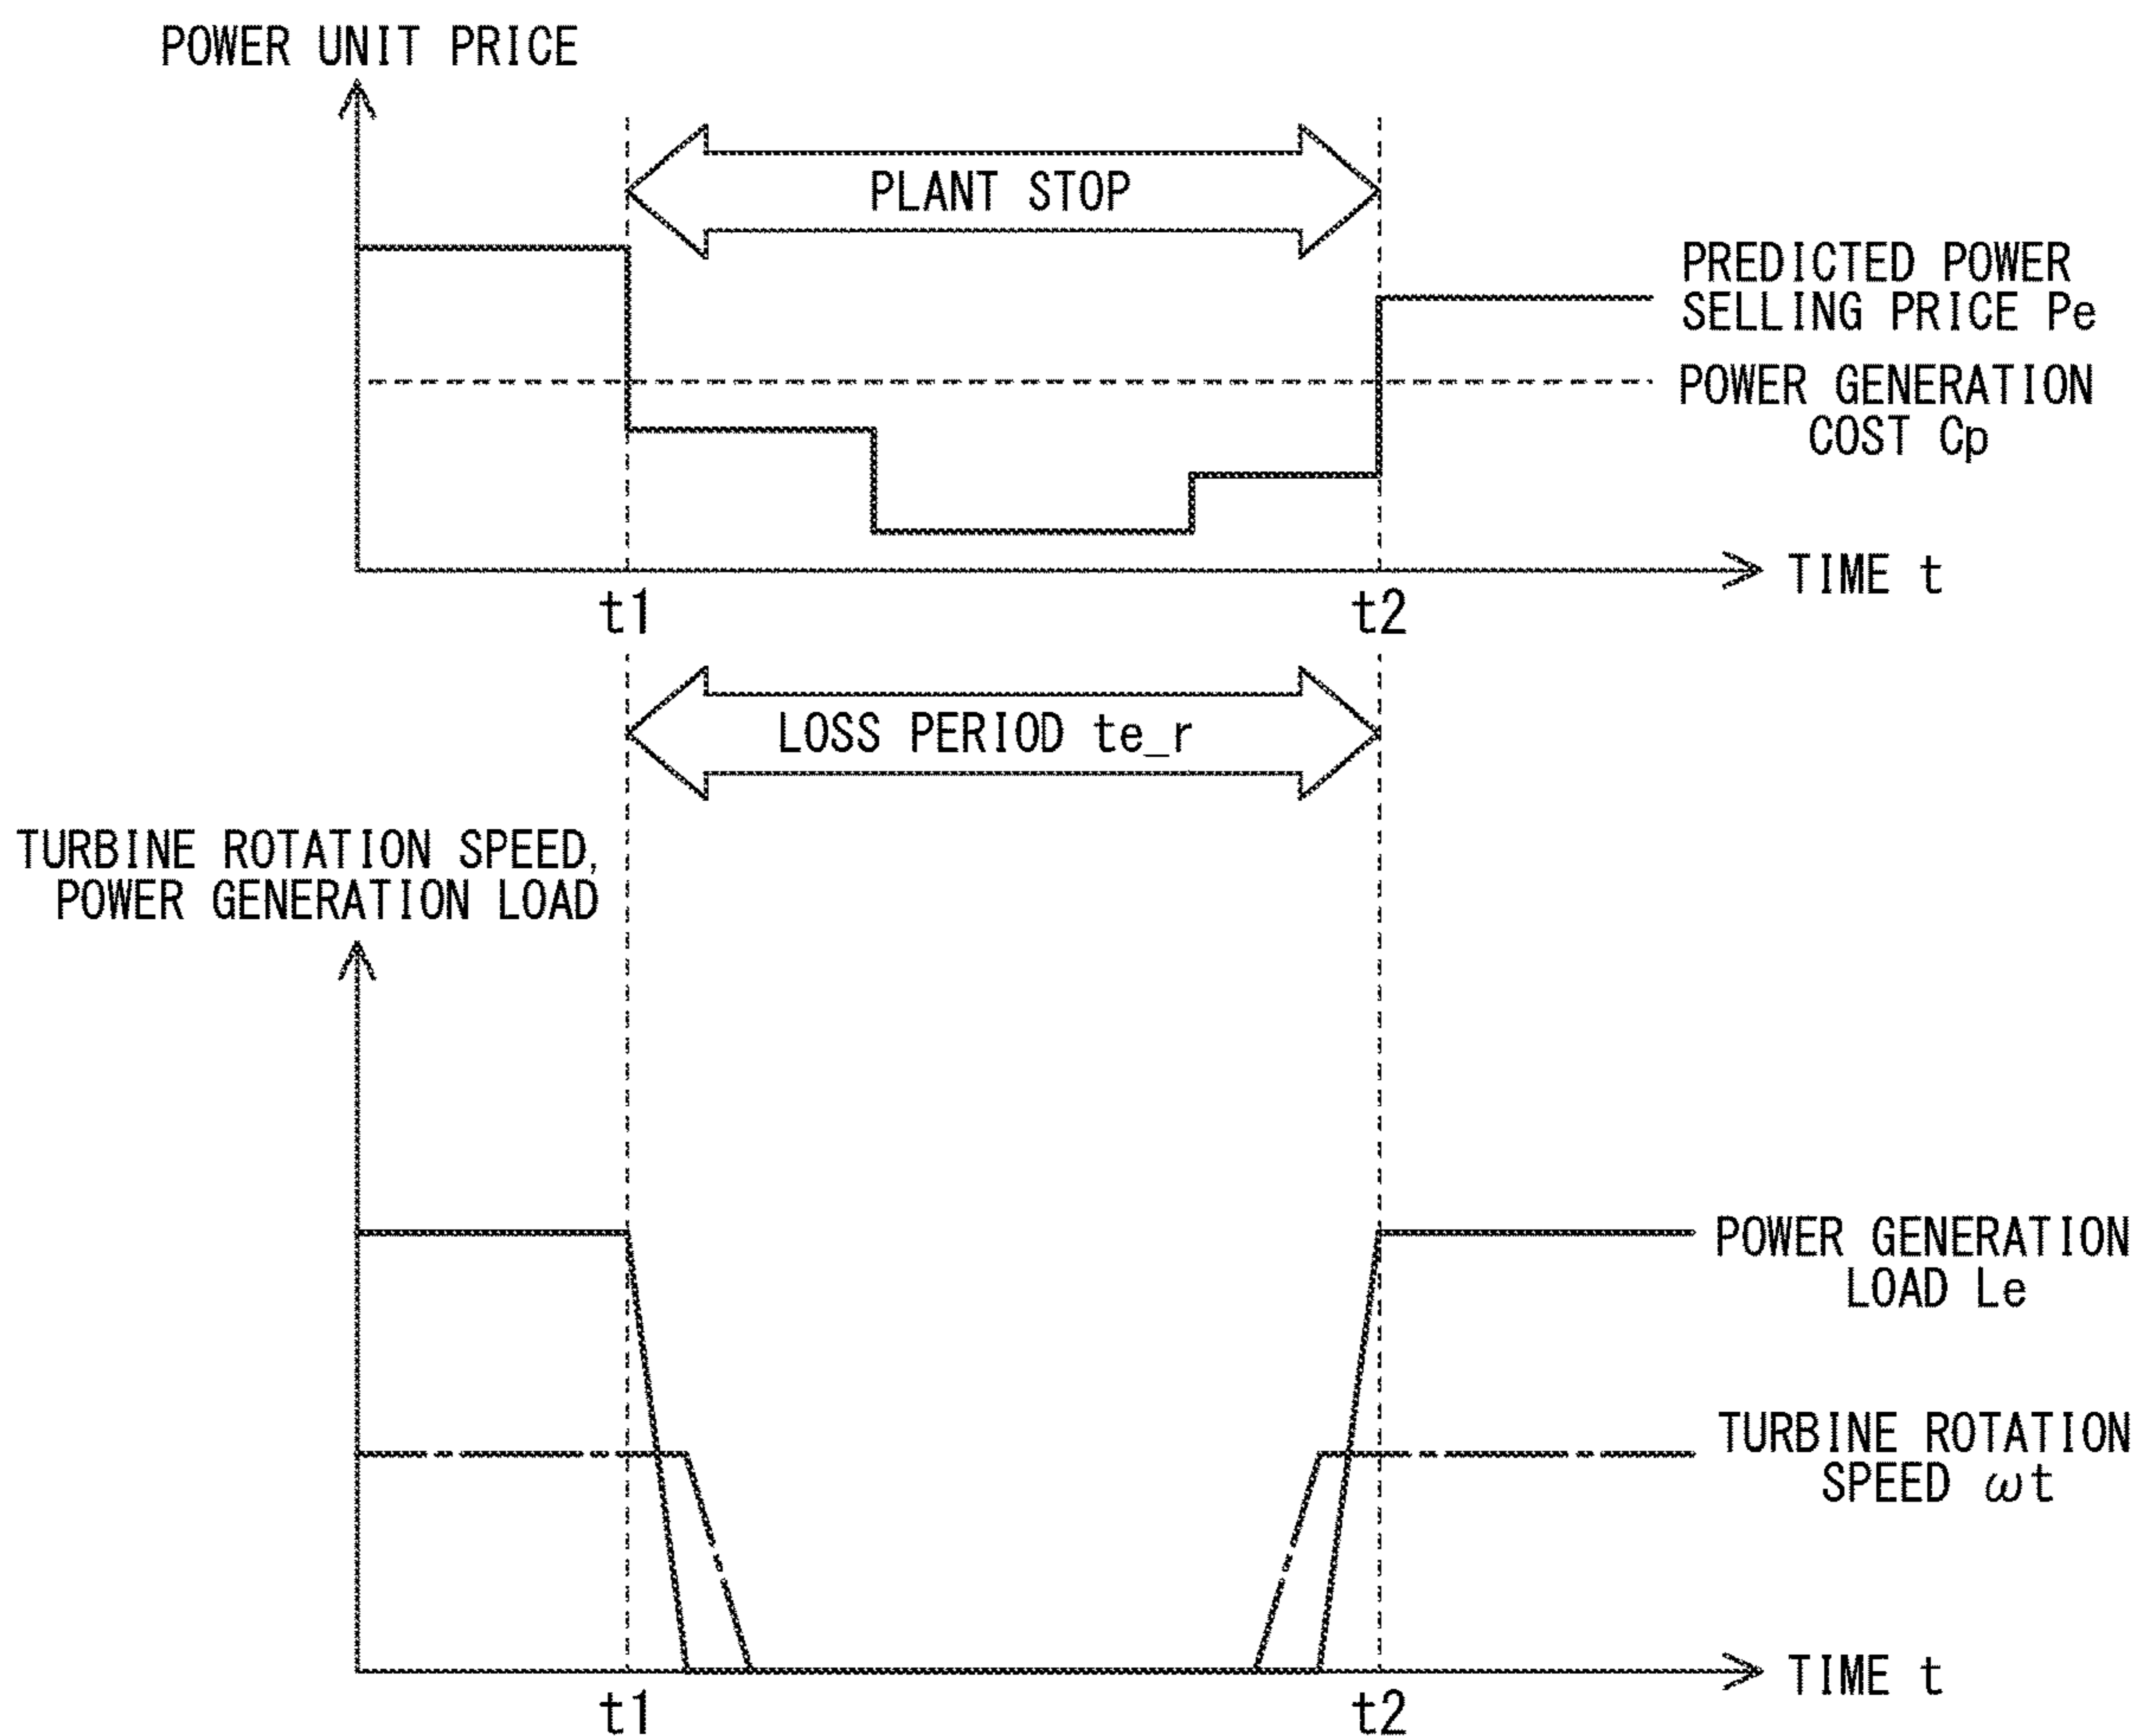 POWER UNIT PRICE
PLANT STOP
PREDICTED POWER
SELLING PRICE Pe
POWER GENERATION
COST Cp
TIME t
t1
t2
LOSS PERIOD te_r
TURBINE ROTATION SPEED,
POWER GENERATION LOAD
POWER GENERATION
LOAD Le
TURBINE ROTATION
SPEED ωt
TIME t
t1
t2